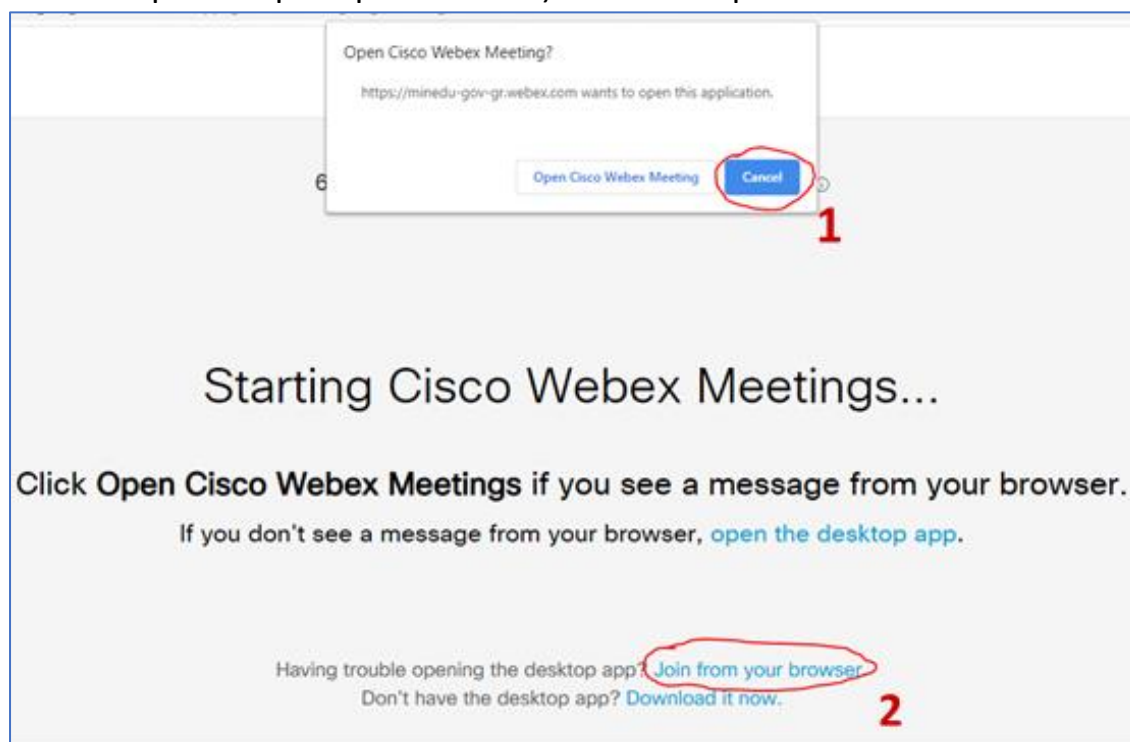 Open Cisco Webex Meeting?
https://minedu-gov-gr.webex.com wants to open this application.
Open Cisco Webex Meeting Cancel
6
1
Starting Cisco Webex Meetings...
Click Open Cisco Webex Meetings if you see a message from your browser.
If you don't see a message from your browser, open the desktop app.
Having trouble opening the desktop app? Join from your browser.
Don't have the desktop app? Download it now.
2